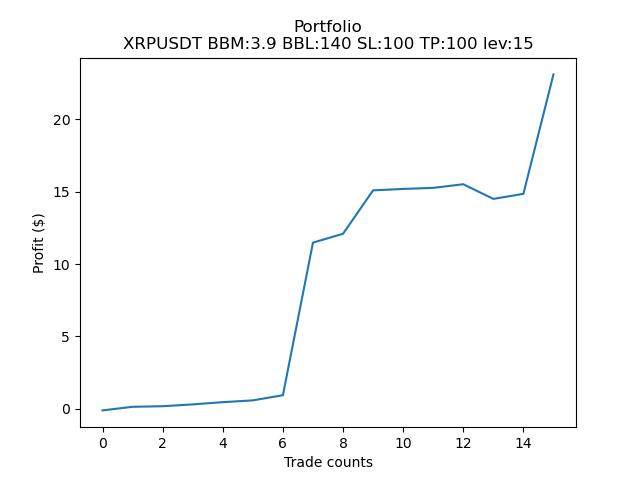 Portfolio
XRPUSDT BBM:3.9 BBL:140 SL:100 TP:100 lev:15
20
15
10
5
0
Profit ($)
0 2 4 6 8 10 12 14
Trade counts